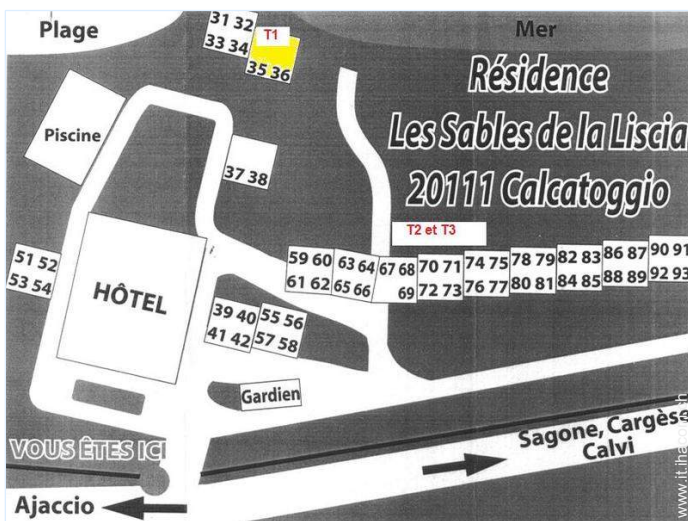 Plage
31 32
33 34
T1
35 36
Mer
Résidence
Les Sables de la Liscia
20111 Calcatoggio
Piscine
37 38
T2 et T3
51 52
53 54
HÔTEL
59 60
61 62
63 64
65 66
67 68
69
70 71
72 73
74 75
76 77
78 79
80 81
82 83
84 85
86 87
88 89
90 91
92 93
39 40
41 42
55 56
57 58
Gardien
VOUS ÊTES ICI
Sagone, Cargèse
Calvi
Ajaccio